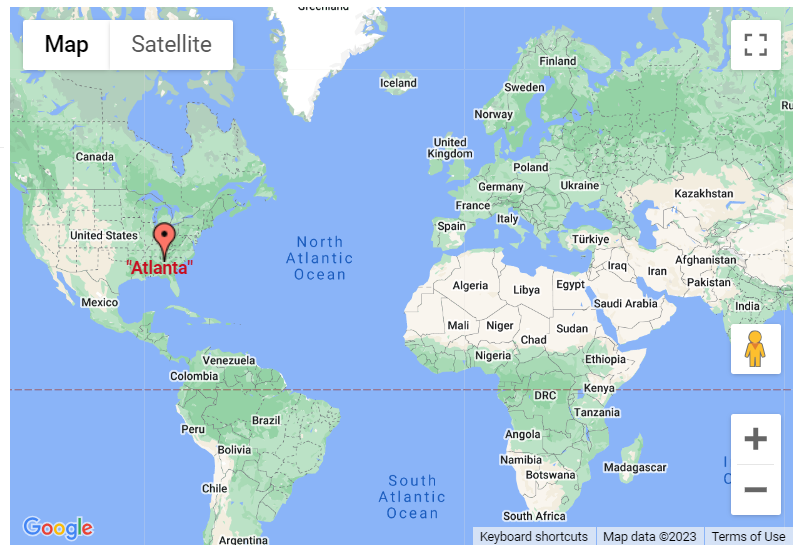 Greenland
Map
Satellite
Finland
Iceland
Sweden
Norway
Canada
United
Kingdom
Poland
Germany
Ukraine
France
Kazakhstan
Italy
Spain
United States
North
Atlantic
Ocean
Türkiye
"Atlanta"
Afghanistan
Iraq
Iran
Algeria
Libya
Egypt
Pakistan
Mexico
Saudi Arabia
India
Mali
Niger
Sudan
Chad
Nigeria
Ethiopia
Venezuela
Colombia
Kenya
DRC
Tanzania
Brazil
Peru
Angola
Bolivia
Namibia
Botswana
Madagascar
South
Atlantic
Ocean
Chile
South Africa
Google
Argentina
Keyboard shortcuts
Map data ©2023
Terms of Use